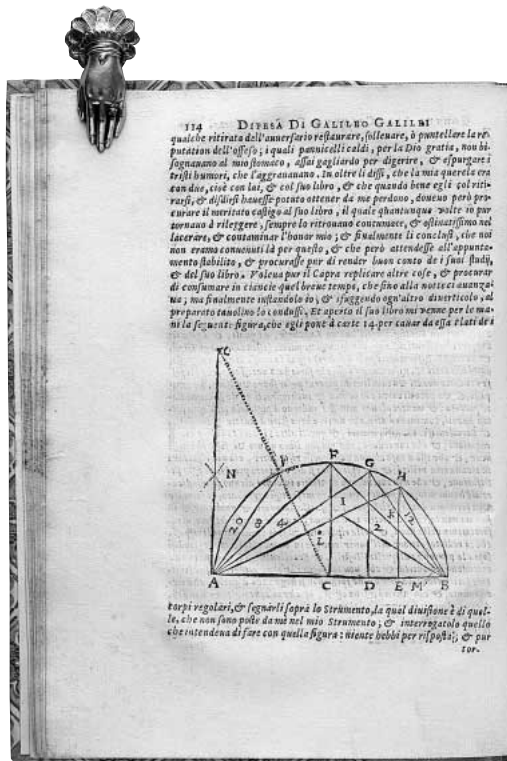 114 DIFESA DI GALILEO GALILEI
qualche ritirata dell'auuersario restaurare, solleuare, ò puntellare la re-
putation dell'offeso; i quali pannicelli caldi, per la Dio gratia, non bi-
sognauano al mio stomaco, assai gagliardo per digerire, & espurgare i
tristi humori, che l'aggrauauano. In oltre li dissi, che la mia querela era
con due, cioè con lui, & col suo libro, & che quando bene egli col riti-
rarsi, & disdirsi hauesse potuto ottener da me perdono, doueuo però pro-
curare il meritato castigo al suo libro, il quale quantunque volte io pur
tornauo à rileggere, sempre lo ritrouauo contumace, & ostinatissimo nel
lacerare, & contaminar l'honor mio; & finalmente li conclusi, che noi
non eramo conuenuti là per questo, & che però attendesse all'appunta-
mento stabilito, & procurasse pur di render buon conto de i suoi studij,
& del suo libro. Voleua pur il Capra replicare altre cose, & procurar
di consumare in ciancie quel breue tempo, che fino alla notte ci auanza-
ua; ma finalmente instandolo io, & isfuggendo ogn'altro diuerticolo, al
preparato tauolino lo condussi, Et aperto il suo libro mi venne per le ma-
ni la seguente figura, che egli pone à carte 14. per cauar da essa i lati de i
O
N
P
F
G
H
20
8
4
1
2
K
12
L
A
C
D
E
M
B
corpi regolari, & segnarli sopra lo Strumento, la qual diuisione è di quel-
le, che non sono poste da me nel mio Strumento; & interrogatolo quello
che intendeua di fare con quella figura: niente hebbi per risposta; & pur
tor-